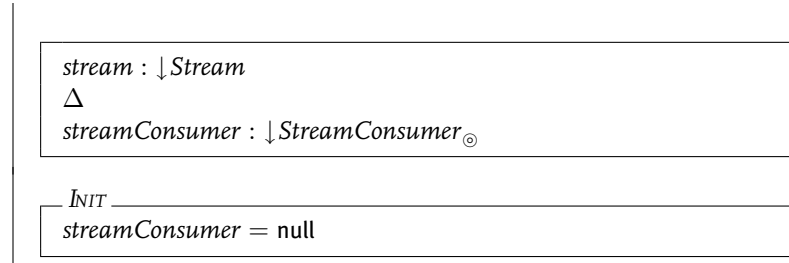 stream : ↓Stream
Δ
streamConsumer : ↓StreamConsumer◎
INIT
streamConsumer = null